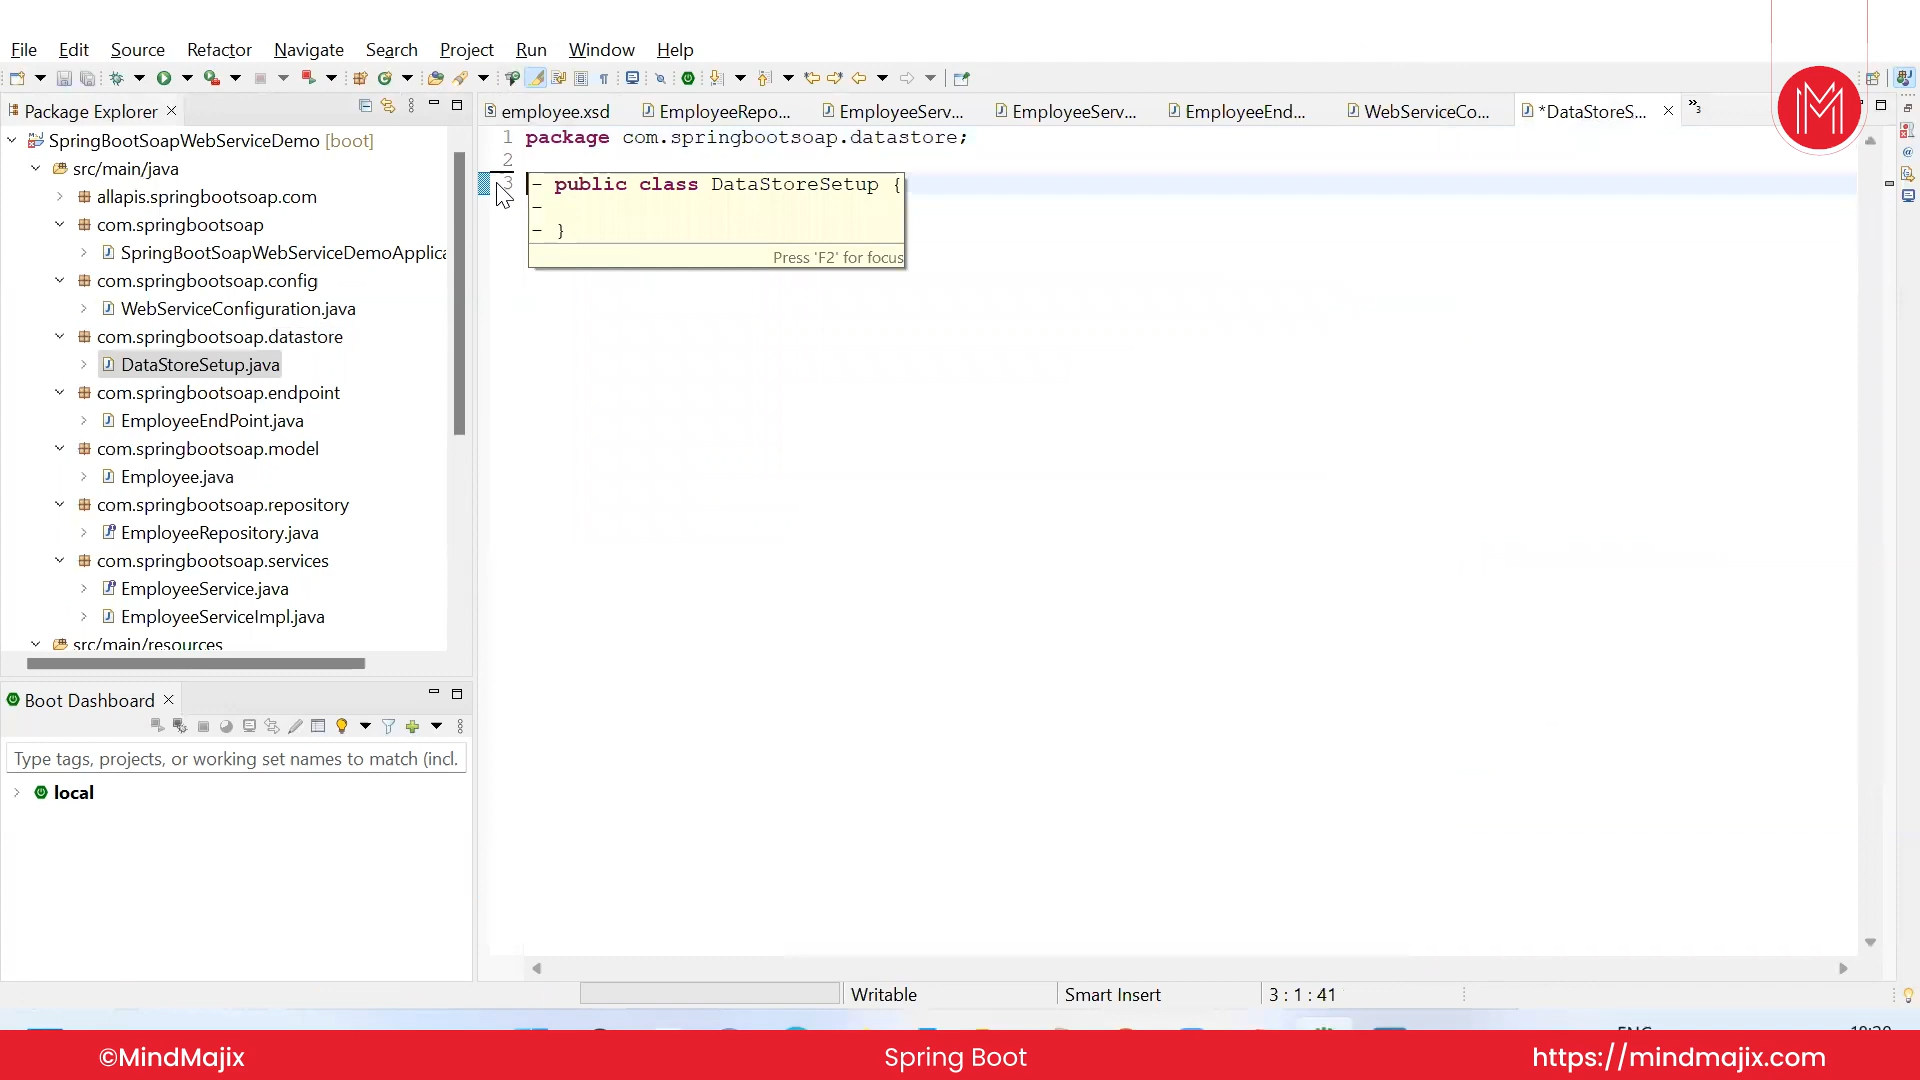 File Edit Source Refactor Navigate Search Project Run Window Help
Package Explorer
employee.xsd EmployeeRepo... EmployeeServ... EmployeeServ... EmployeeEnd... WebServiceCo... *DataStoreS... »3
SpringBootSoapWebServiceDemo [boot]
src/main/java
allapis.springbootsoap.com
com.springbootsoap
SpringBootSoapWebServiceDemoApplica
com.springbootsoap.config
WebServiceConfiguration.java
com.springbootsoap.datastore
DataStoreSetup.java
com.springbootsoap.endpoint
EmployeeEndPoint.java
com.springbootsoap.model
Employee.java
com.springbootsoap.repository
EmployeeRepository.java
com.springbootsoap.services
EmployeeService.java
EmployeeServiceImpl.java
src/main/resources
1 package com.springbootsoap.datastore;
2
3
- public class DataStoreSetup {
-
- }
Press 'F2' for focus
Boot Dashboard
Type tags, projects, or working set names to match (incl.
local
Writable Smart Insert 3 : 1 : 41
©MindMajix Spring Boot https://mindmajix.com